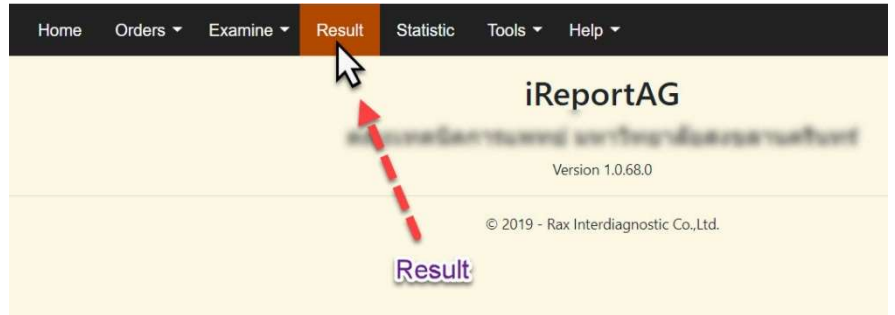 Home Orders Examine Result Statistic Tools Help
iReportAG
Version 1.0.68.0
© 2019 - Rax Interdiagnostic Co.,Ltd.
Result